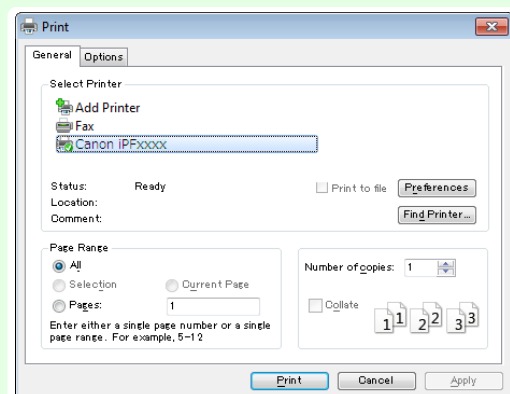 Print
General Options
Select Printer
Add Printer
Fax
Canon iPFxxxx
Status: Ready Print to file Preferences
Location:
Comment: Find Printer...
Page Range
All Number of copies: 1
Selection Current Page
Pages: 1 Collate
Enter either a single page number or a single
page range. For example, 5-12
1 1 2 2 3 3
Print Cancel Apply